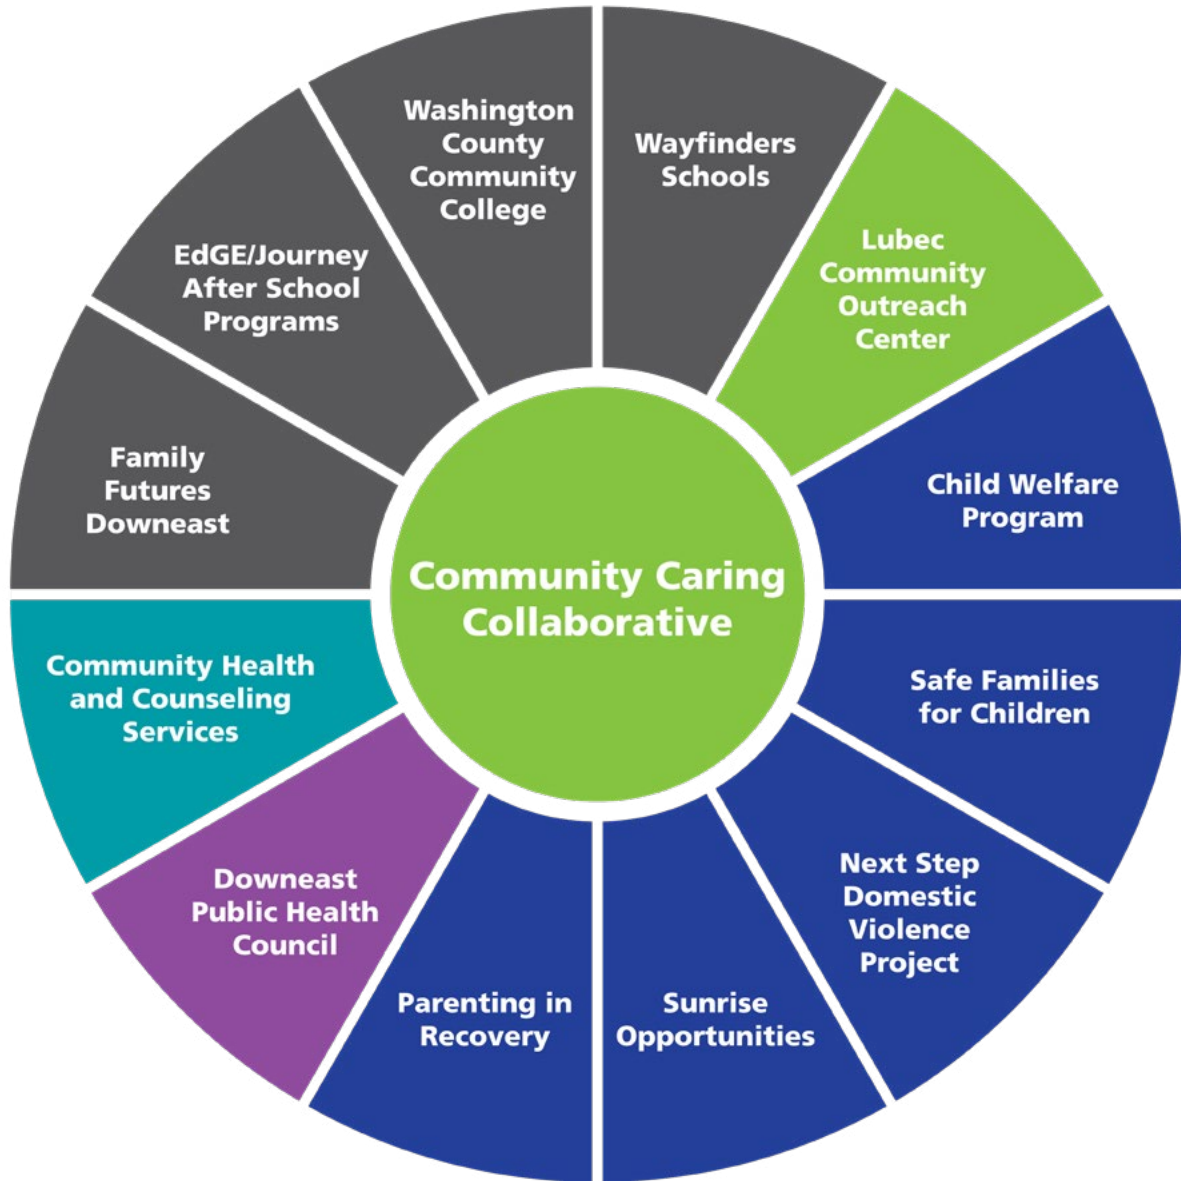 Washington
County
Community
College
Wayfinders
Schools
Lubec
Community
Outreach
Center
Child Welfare
Program
Safe Families
for Children
Next Step
Domestic
Violence
Project
Sunrise
Opportunities
Parenting in
Recovery
Downeast
Public Health
Council
Community Health
and Counseling
Services
Family
Futures
Downeast
EdGE/Journey
After School
Programs
Community Caring
Collaborative